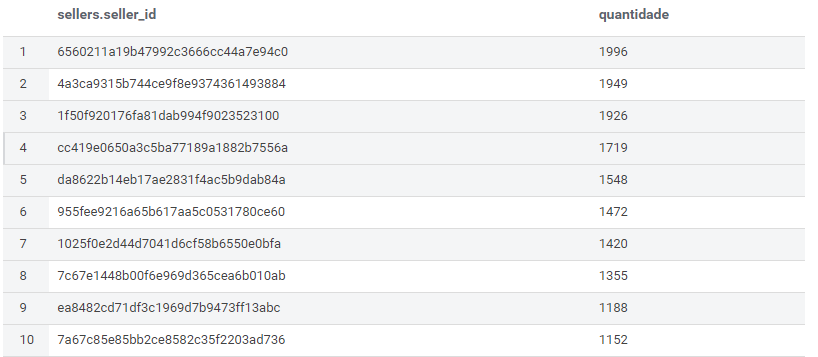 sellers.seller_id quantidade
1 6560211a19b47992c3666cc44a7e94c0 1996
2 4a3ca9315b744ce9f8e9374361493884 1949
3 1f50f920176fa81dab994f9023523100 1926
4 cc419e0650a3c5ba77189a1882b7556a 1719
5 da8622b14eb17ae2831f4ac5b9dab84a 1548
6 955fee9216a65b617aa5c0531780ce60 1472
7 1025f0e2d44d7041d6cf58b6550e0bfa 1420
8 7c67e1448b00f6e969d365cea6b010ab 1355
9 ea8482cd71df3c1969d7b9473ff13abc 1188
10 7a67c85e85bb2ce8582c35f2203ad736 1152